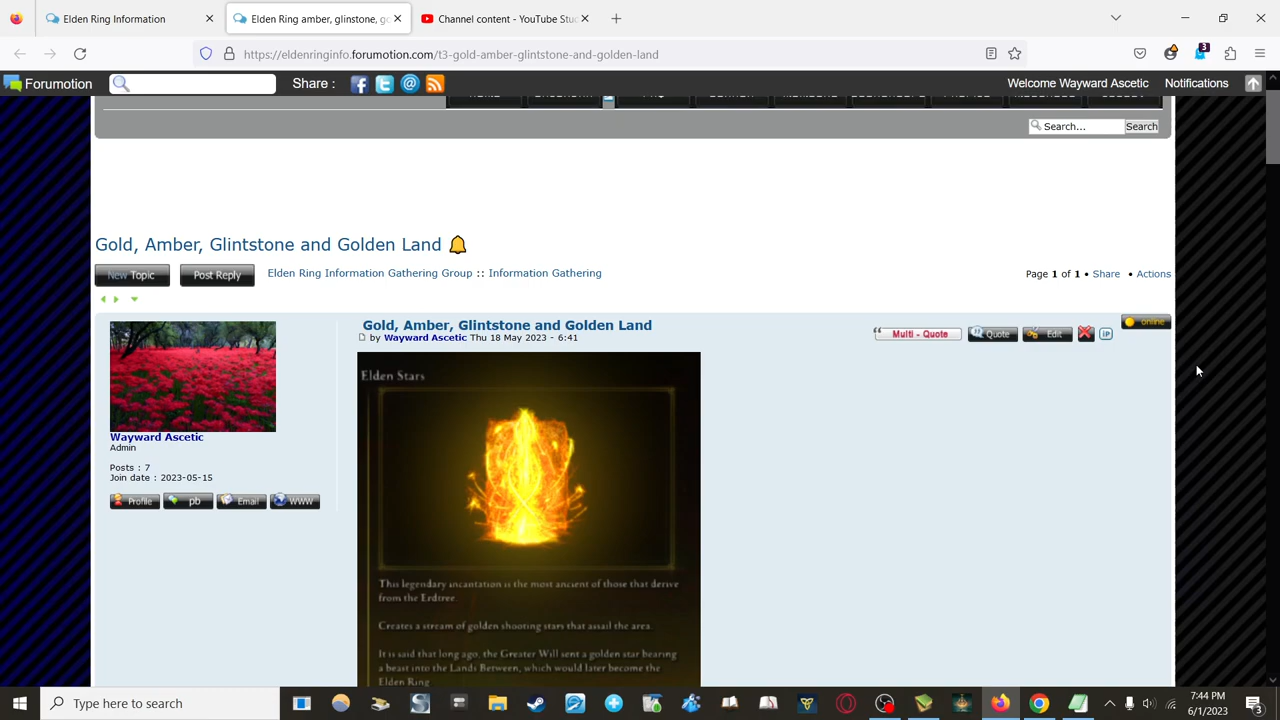 Elden Ring Information
Elden Ring amber, glinstone, go
Channel content - YouTube Stud
https://eldenringinfo.forumotion.com/t3-gold-amber-glintstone-and-golden-land
3
Forumotion
Share :
Welcome Wayward Ascetic
Notifications
Search...
Search
Gold, Amber, Glintstone and Golden Land
New Topic
Post Reply
Elden Ring Information Gathering Group :: Information Gathering
Page 1 of 1 • Share • Actions
Gold, Amber, Glintstone and Golden Land
by Wayward Ascetic Thu 18 May 2023 - 6:41
Multi - Quote
Quote
Edit
iP
online
Wayward Ascetic
Admin
Posts : 7
Join date : 2023-05-15
Profile
pb
Email
WWW
Elden Stars
This legendary incantation is the most ancient of those that derive
from the Erdtree.
Creates a stream of golden shooting stars that assail the area.
It is said that long ago, the Greater Will sent a golden star bearing
a beast into the Lands Between, which would later become the
Elden Ring.
Type here to search
7:44 PM
6/1/2023
3